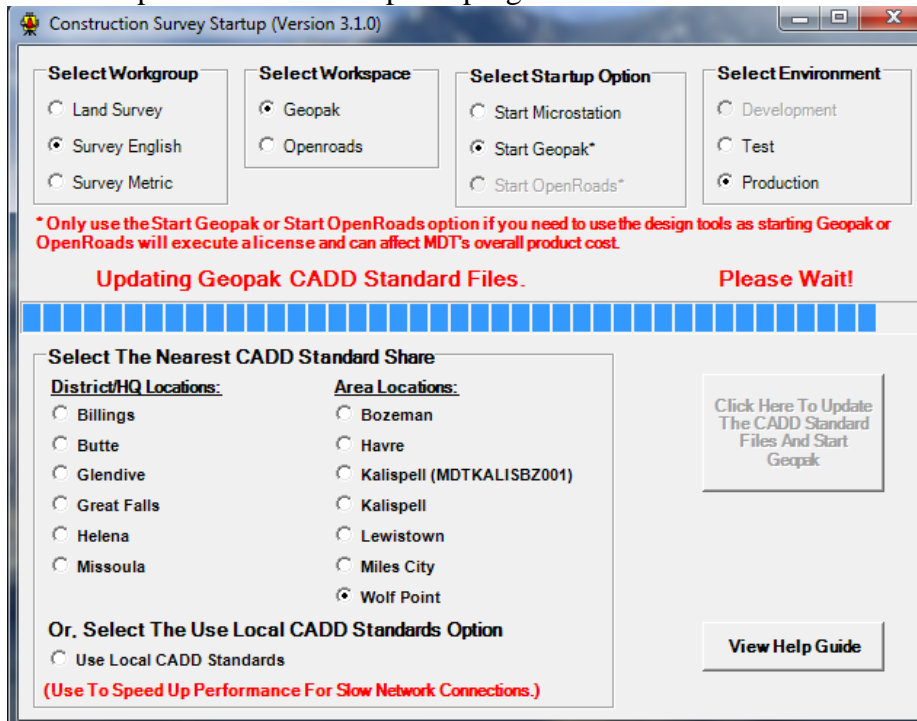 Construction Survey Startup (Version 3.1.0)
Select Workgroup
Land Survey
Survey English
Survey Metric
Select Workspace
Geopak
Openroads
Select Startup Option
Start Microstation
Start Geopak*
Start OpenRoads*
Select Environment
Development
Test
Production
* Only use the Start Geopak or Start OpenRoads option if you need to use the design tools as starting Geopak or
OpenRoads will execute a license and can affect MDT's overall product cost.
Updating Geopak CADD Standard Files. Please Wait!
Select The Nearest CADD Standard Share
District/HQ Locations:
Billings
Butte
Glendive
Great Falls
Helena
Missoula
Area Locations:
Bozeman
Havre
Kalispell (MDTKALISBZ001)
Kalispell
Lewistown
Miles City
Wolf Point
Or, Select The Use Local CADD Standards Option
Use Local CADD Standards
(Use To Speed Up Performance For Slow Network Connections.)
Click Here To Update
The CADD Standard
Files And Start
Geopak
View Help Guide